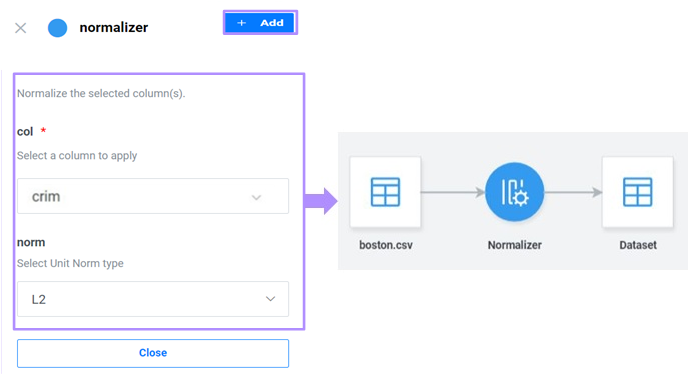 normalizer
+ Add
Normalize the selected column(s).
col *
Select a column to apply
crim
norm
Select Unit Norm type
L2
Close
boston.csv
Normalizer
Dataset